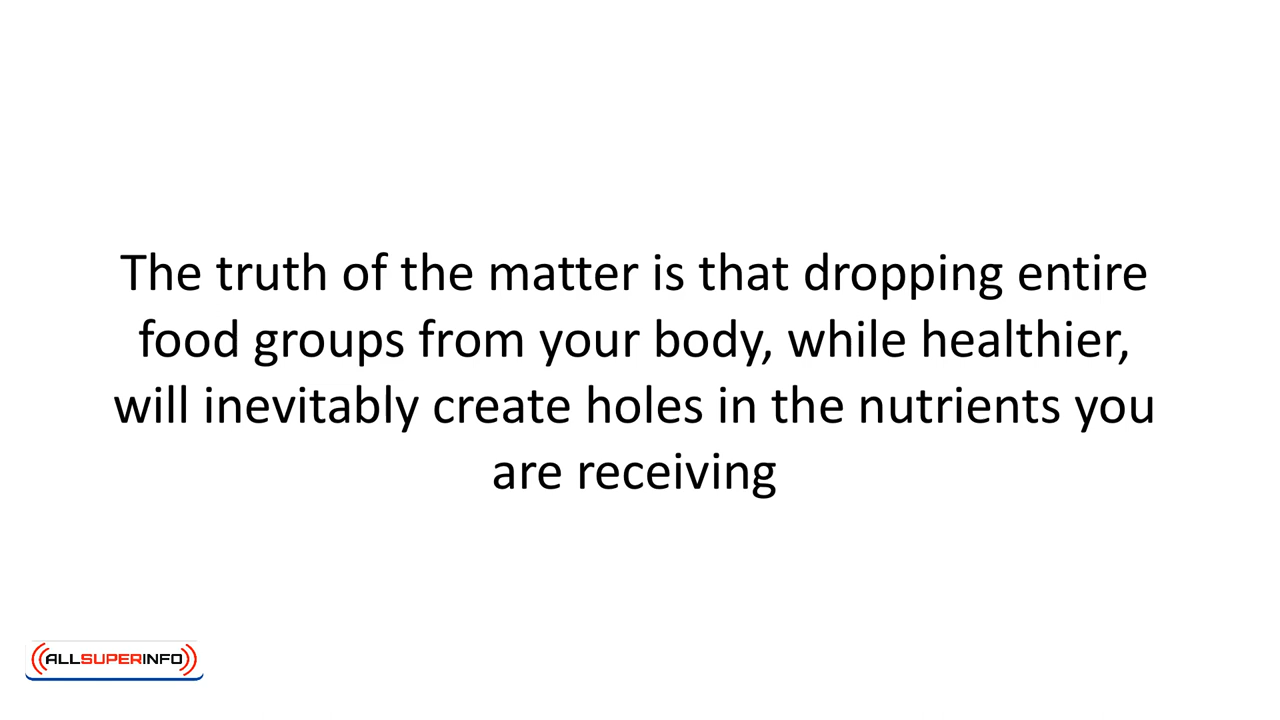 The truth of the matter is that dropping entire
food groups from your body, while healthier,
will inevitably create holes in the nutrients you
are receiving
ALLSUPERINFO